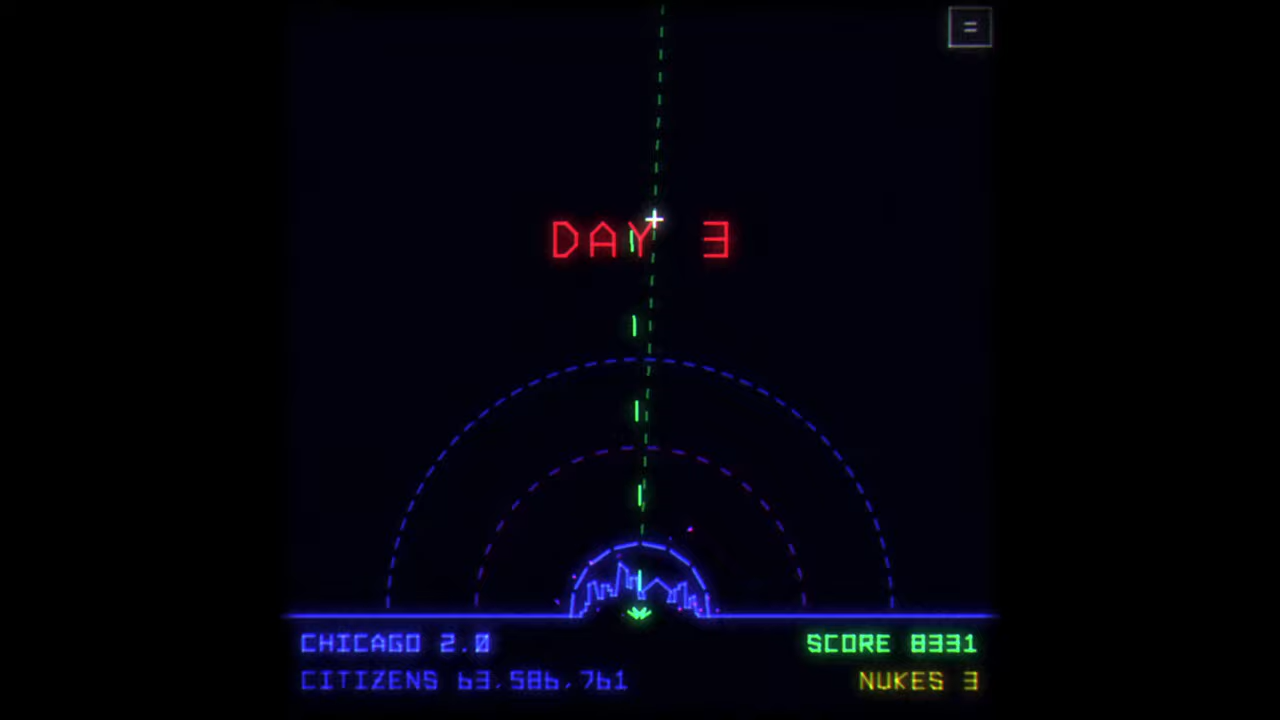 DAY 3
CHICAGO 2.0
SCORE 8331
CITIZENS 63,586,761
NUKES 3